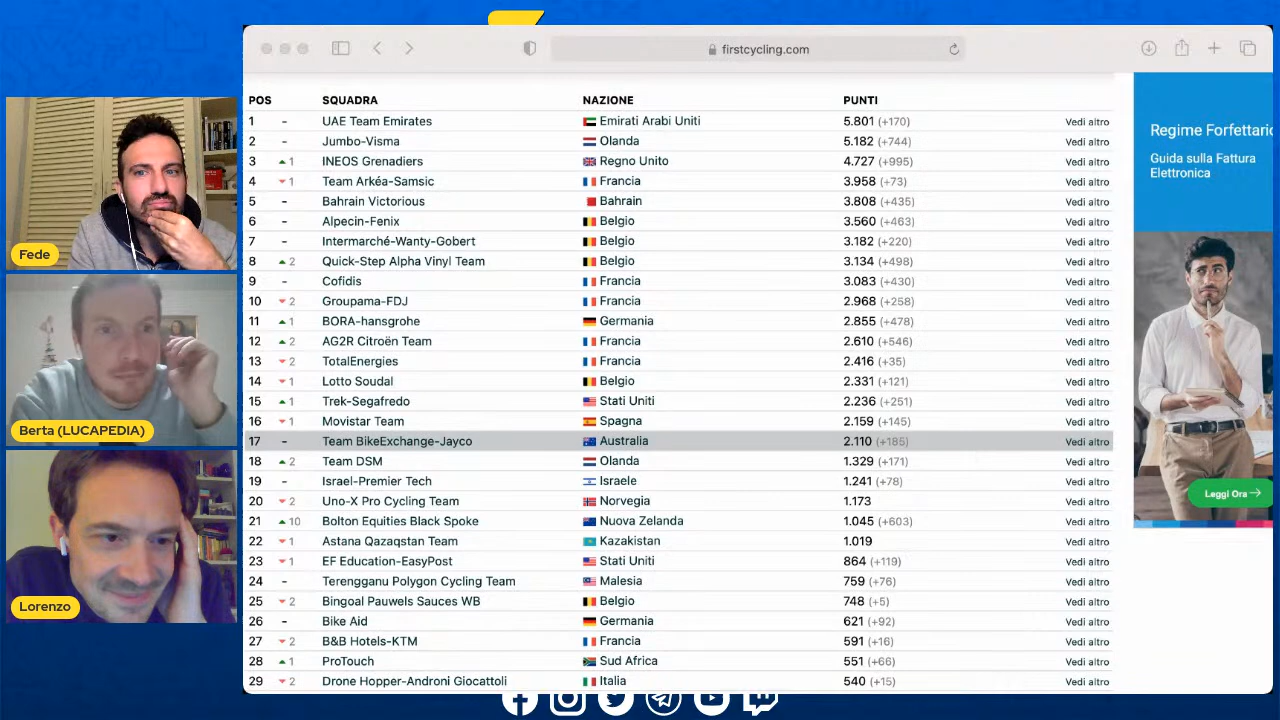 firstcycling.com
POS SQUADRA NAZIONE PUNTI
1 - UAE Team Emirates Emirati Arabi Uniti 5.801 (+170) Vedi altro
2 - Jumbo-Visma Olanda 5.182 (+744) Vedi altro
3 1 INEOS Grenadiers Regno Unito 4.727 (+995) Vedi altro
4 1 Team Arkéa-Samsic Francia 3.958 (+73) Vedi altro
5 - Bahrain Victorious Bahrain 3.808 (+435) Vedi altro
6 - Alpecin-Fenix Belgio 3.560 (+463) Vedi altro
7 - Intermarché-Wanty-Gobert Belgio 3.182 (+220) Vedi altro
8 2 Quick-Step Alpha Vinyl Team Belgio 3.134 (+498) Vedi altro
9 - Cofidis Francia 3.083 (+430) Vedi altro
10 2 Groupama-FDJ Francia 2.968 (+258) Vedi altro
11 1 BORA-hansgrohe Germania 2.855 (+478) Vedi altro
12 2 AG2R Citroën Team Francia 2.610 (+546) Vedi altro
13 2 TotalEnergies Francia 2.416 (+35) Vedi altro
14 1 Lotto Soudal Belgio 2.331 (+121) Vedi altro
15 1 Trek-Segafredo Stati Uniti 2.236 (+251) Vedi altro
16 1 Movistar Team Spagna 2.159 (+145) Vedi altro
17 - Team BikeExchange-Jayco Australia 2.110 (+185) Vedi altro
18 2 Team DSM Olanda 1.329 (+171) Vedi altro
19 - Israel-Premier Tech Israele 1.241 (+78) Vedi altro
20 2 Uno-X Pro Cycling Team Norvegia 1.173 Vedi altro
21 10 Bolton Equities Black Spoke Nuova Zelanda 1.045 (+603) Vedi altro
22 1 Astana Qazaqstan Team Kazakistan 1.019 Vedi altro
23 1 EF Education-EasyPost Stati Uniti 864 (+119) Vedi altro
24 - Terengganu Polygon Cycling Team Malesia 759 (+76) Vedi altro
25 2 Bingoal Pauwels Sauces WB Belgio 748 (+5) Vedi altro
26 - Bike Aid Germania 621 (+92) Vedi altro
27 2 B&B Hotels-KTM Francia 591 (+16) Vedi altro
28 1 ProTouch Sud Africa 551 (+66) Vedi altro
29 2 Drone Hopper-Androni Giocattoli Italia 540 (+15) Vedi altro
Regime Forfettario
Guida sulla Fattura
Elettronica
Leggi Ora
Fede
Berta (LUCAPEDIA)
Lorenzo